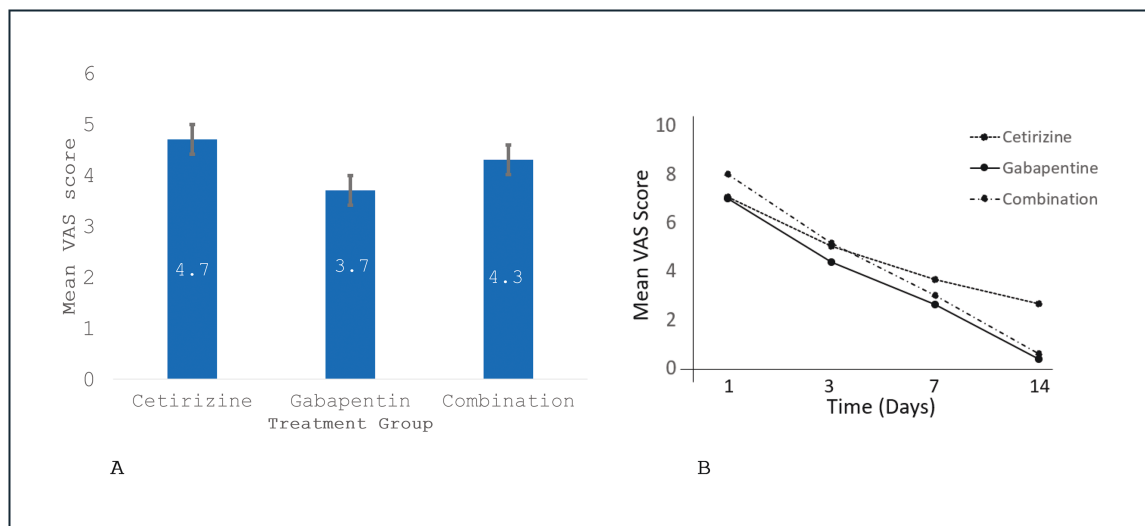 6
5
4
3
2
1
0
Mean VAS score
4.7
3.7
4.3
Cetirizine Gabapentin Combination
Treatment Group
A
10
8
6
4
2
0
Mean VAS Score
Cetirizine
Gabapentine
Combination
1 3 7 14
Time (Days)
B